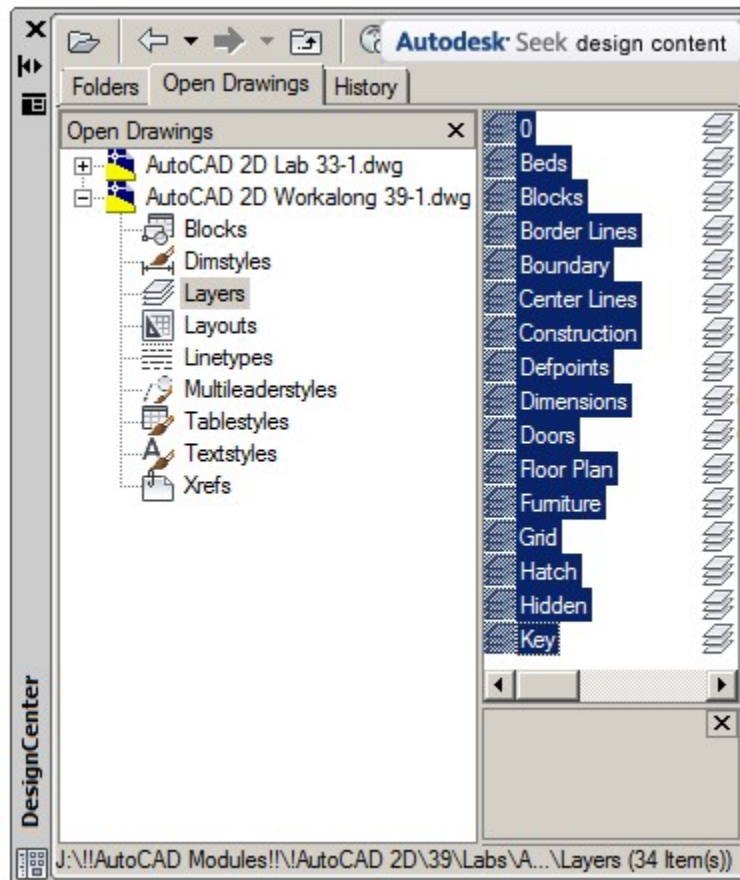 Autodesk Seek design content
Folders
Open Drawings
History
Open Drawings
AutoCAD 2D Lab 33-1.dwg
AutoCAD 2D Workalong 39-1.dwg
Blocks
Dimstyles
Layers
Layouts
Linetypes
Multileaderstyles
Tablestyles
Textstyles
Xrefs
0
Beds
Blocks
Border Lines
Boundary
Center Lines
Construction
Defpoints
Dimensions
Doors
Floor Plan
Furniture
Grid
Hatch
Hidden
Key
DesignCenter
J:\!!AutoCAD Modules!!\!AutoCAD 2D\39\Labs\A...\Layers (34 Item(s))